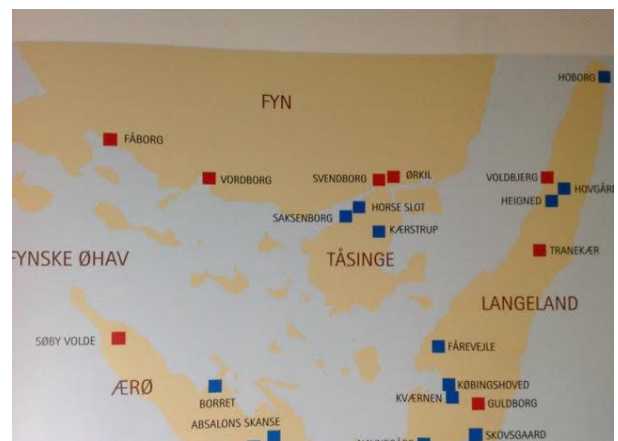 HOBORG
FYN
FÅBORG
VORDBORG
SVENDBORG
ØRKIL
VOLDBJERG
HOVGÅRD
HEIGNED
HORSE SLOT
SAKSENBORG
KÆRSTRUP
FYNSKE ØHAV
TÅSINGE
TRANEKÆR
LANGELAND
SØBY VOLDE
FÅREVEJLE
ÆRØ
BORRET
KØBINGSHOVED
KVÆRNEN
GULDBORG
ABSALONS SKANSE
SKOVSGAARD